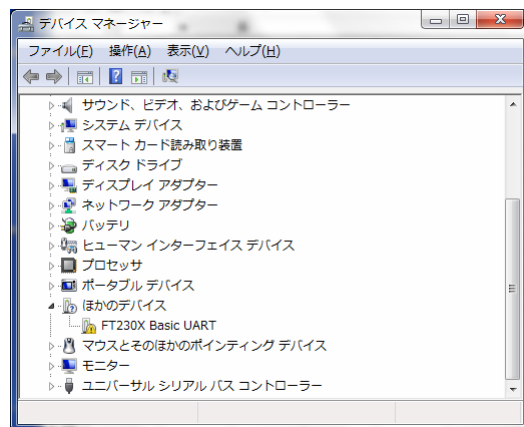 デバイス マネージャー
ファイル(F) 操作(A) 表示(V) ヘルプ(H)
サウンド、ビデオ、およびゲーム コントローラー
システム デバイス
スマート カード読み取り装置
ディスク ドライブ
ディスプレイ アダプター
ネットワーク アダプター
バッテリ
ヒューマン インターフェイス デバイス
プロセッサ
ポータブル デバイス
ほかのデバイス
FT230X Basic UART
マウスとそのほかのポインティング デバイス
モニター
ユニバーサル シリアル バス コントローラー